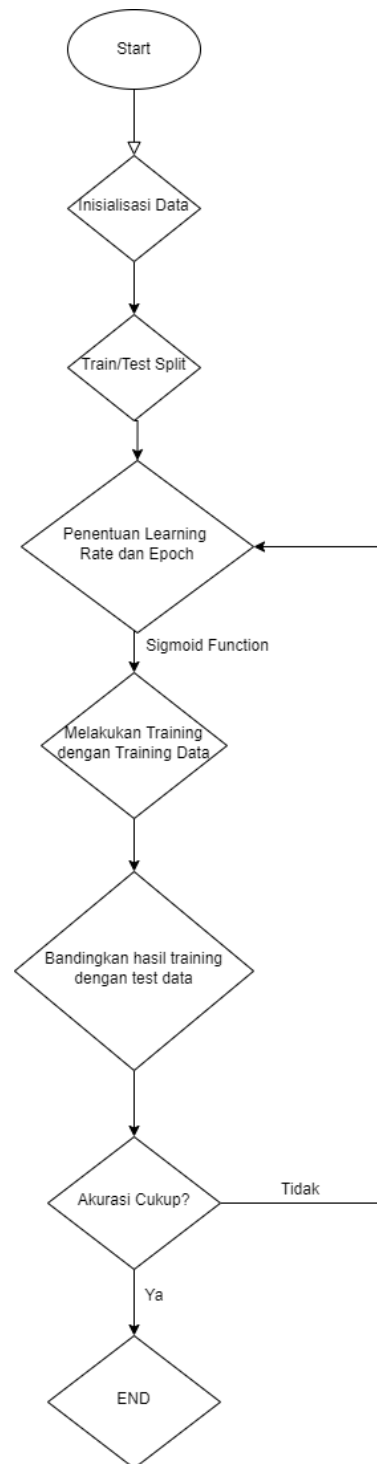 Start
Inisialisasi Data
Train/Test Split
Penentuan Learning
Rate dan Epoch
Sigmoid Function
Melakukan Training
dengan Training Data
Bandingkan hasil training
dengan test data
Akurasi Cukup?
Tidak
Ya
END